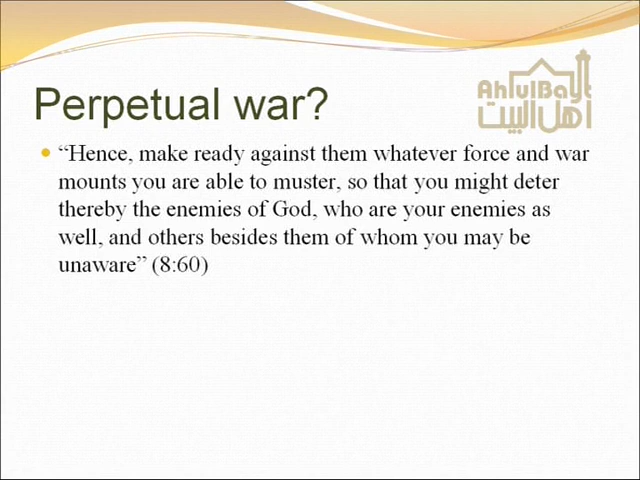 AhlulBayt
اهل البيت
Perpetual war?
“Hence, make ready against them whatever force and war
mounts you are able to muster, so that you might deter
thereby the enemies of God, who are your enemies as
well, and others besides them of whom you may be
unaware” (8:60)